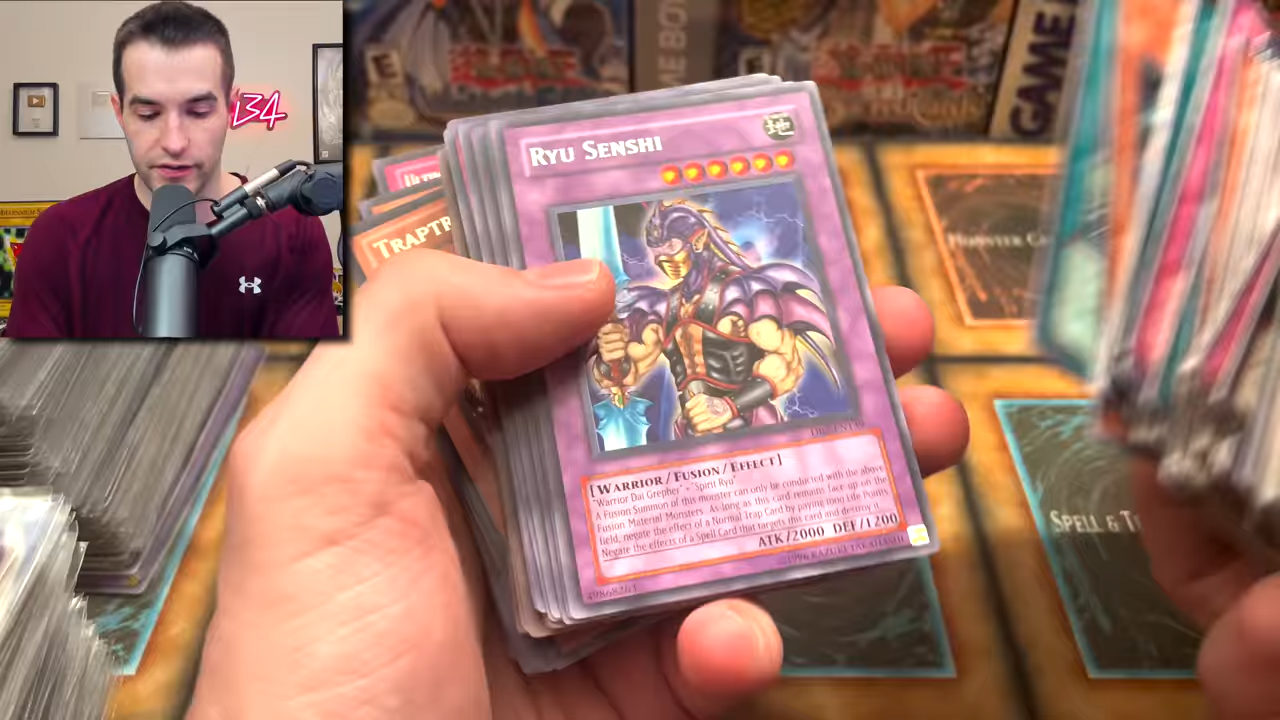 134
GAME BOY
GAME
TRAPTR
RYU SENSHI
地
[WARRIOR / FUSION / EFFECT]
"Warrior Dai Grepher" + "Spirit Ryu"
A Fusion Summon of this monster can only be conducted with the above
Fusion Material Monsters. As long as this card remains face-up on the
field, negate the effect of a Normal Trap Card by paying 1000 Life Points.
Negate the effects of a Spell Card that targets this card and destroy it.
ATK/2000 DEF/1200
©1996 KAZUKI TAKAHASHI
49868263
MONSTER CA
SPELL & T